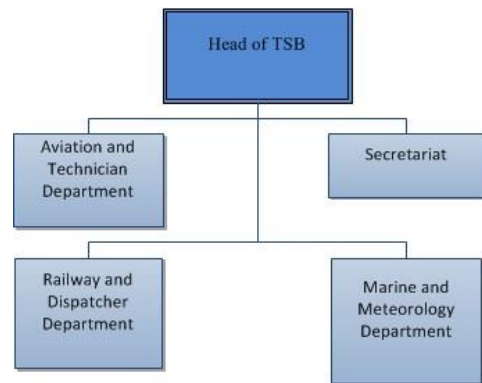 Head of TSB
Aviation and
Technician
Department
Secretariat
Railway and
Dispatcher
Department
Marine and
Meteorology
Department